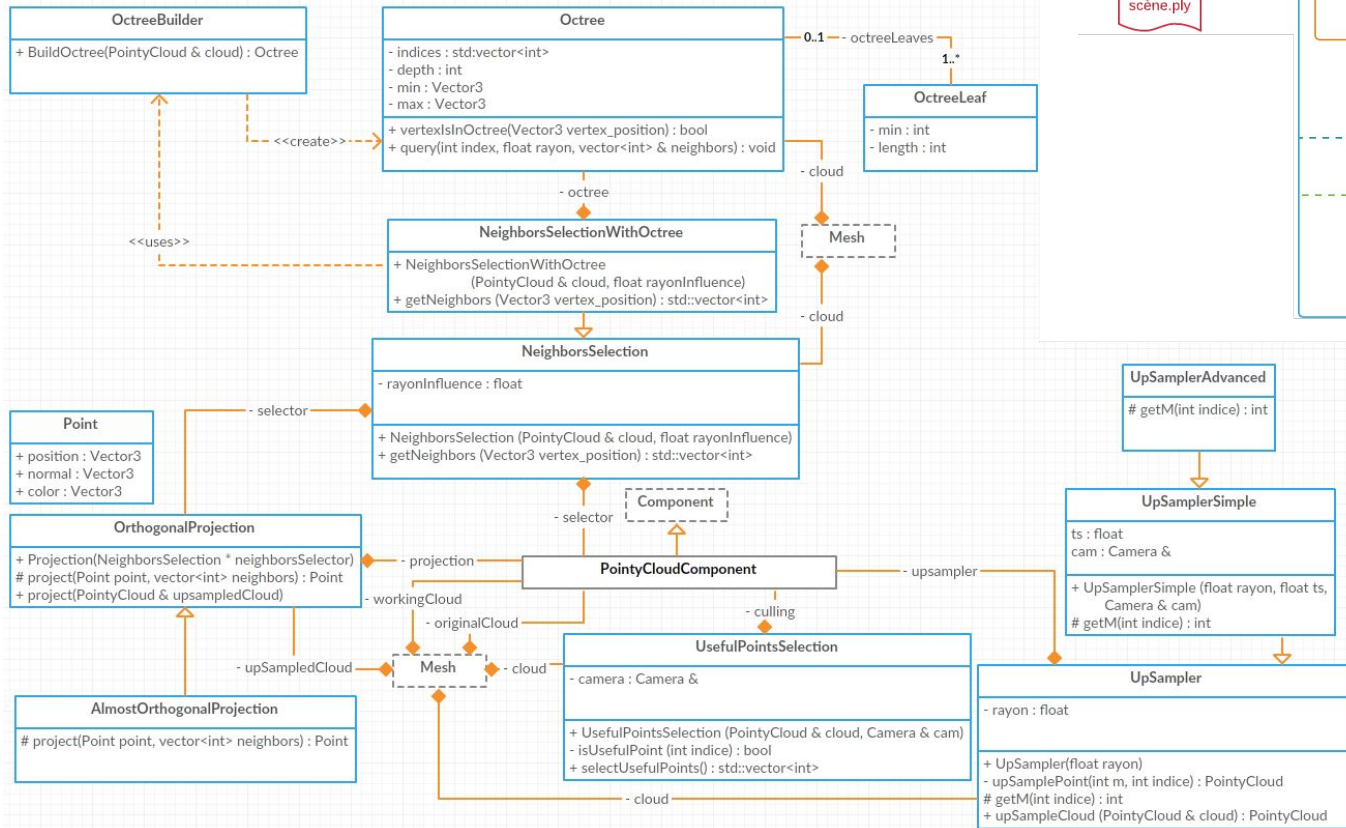 scène.ply
OctreeBuilder
+ BuildOctree(PointyCloud & cloud) : Octree
Octree
- indices : std:vector<int>
- depth : int
- min : Vector3
- max : Vector3
+ vertexIsInOctree(Vector3 vertex_position) : bool
+ query(int index, float rayon, vector<int> & neighbors) : void
0..1
- octreeLeaves
1..*
OctreeLeaf
- min : int
- length : int
<<create>>
- cloud
- octree
<<uses>>
NeighborsSelectionWithOctree
+ NeighborsSelectionWithOctree
(PointyCloud & cloud, float rayonInfluence)
+ getNeighbors (Vector3 vertex_position) : std::vector<int>
Mesh
- cloud
NeighborsSelection
- rayonInfluence : float
+ NeighborsSelection (PointyCloud & cloud, float rayonInfluence)
+ getNeighbors (Vector3 vertex_position) : std::vector<int>
- selector
Point
+ position : Vector3
+ normal : Vector3
+ color : Vector3
UpSamplerAdvanced
# getM(int indice) : int
- selector
Component
OrthogonalProjection
+ Projection(NeighborsSelection * neighborsSelector)
# project(Point point, vector<int> neighbors) : Point
+ project(PointyCloud & upsampledCloud)
- projection
PointyCloudComponent
- upsampler
UpSamplerSimple
ts : float
cam : Camera &
+ UpSamplerSimple (float rayon, float ts,
Camera & cam)
# getM(int indice) : int
- workingCloud
- originalCloud
- culling
- upSampledCloud
Mesh
- cloud
UsefulPointsSelection
- camera : Camera &
+ UsefulPointsSelection (PointyCloud & cloud, Camera & cam)
- isUsefulPoint (int indice) : bool
+ selectUsefulPoints() : std::vector<int>
AlmostOrthogonalProjection
# project(Point point, vector<int> neighbors) : Point
UpSampler
- rayon : float
+ UpSampler(float rayon)
- upSamplePoint(int m, int indice) : PointyCloud
# getM(int indice) : int
+ upSampleCloud (PointyCloud & cloud) : PointyCloud
- cloud